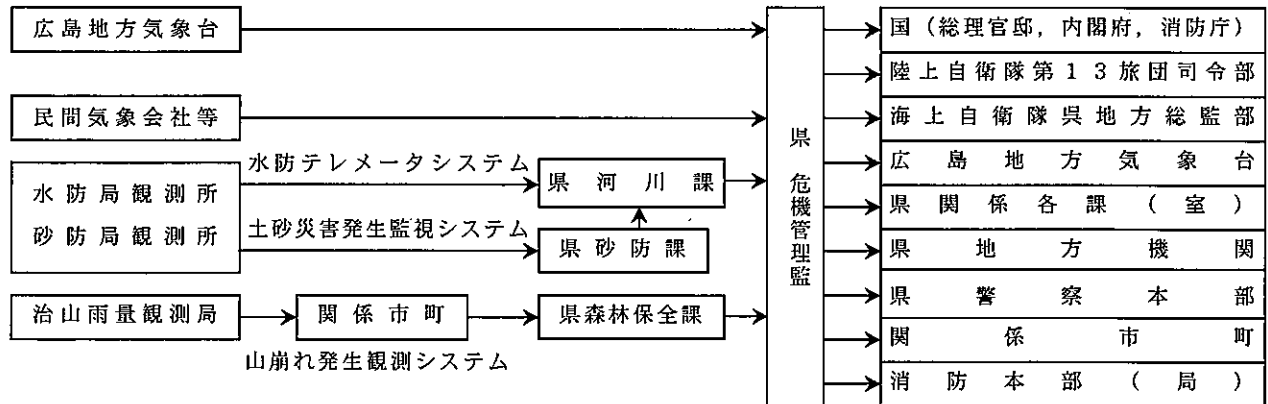 広島地方気象台
民間気象会社等
水防局観測所
砂防局観測所
水防テレメータシステム
土砂災害発生監視システム
県河川課
県砂防課
治山雨量観測局
関係市町
県森林保全課
山崩れ発生観測システム
県 危機管理監
国（総理官邸，内閣府，消防庁）
陸上自衛隊第１３旅団司令部
海上自衛隊呉地方総監部
広島地方気象台
県関係各課（室）
県地方機関
県警察本部
関係市町
消防本部（局）